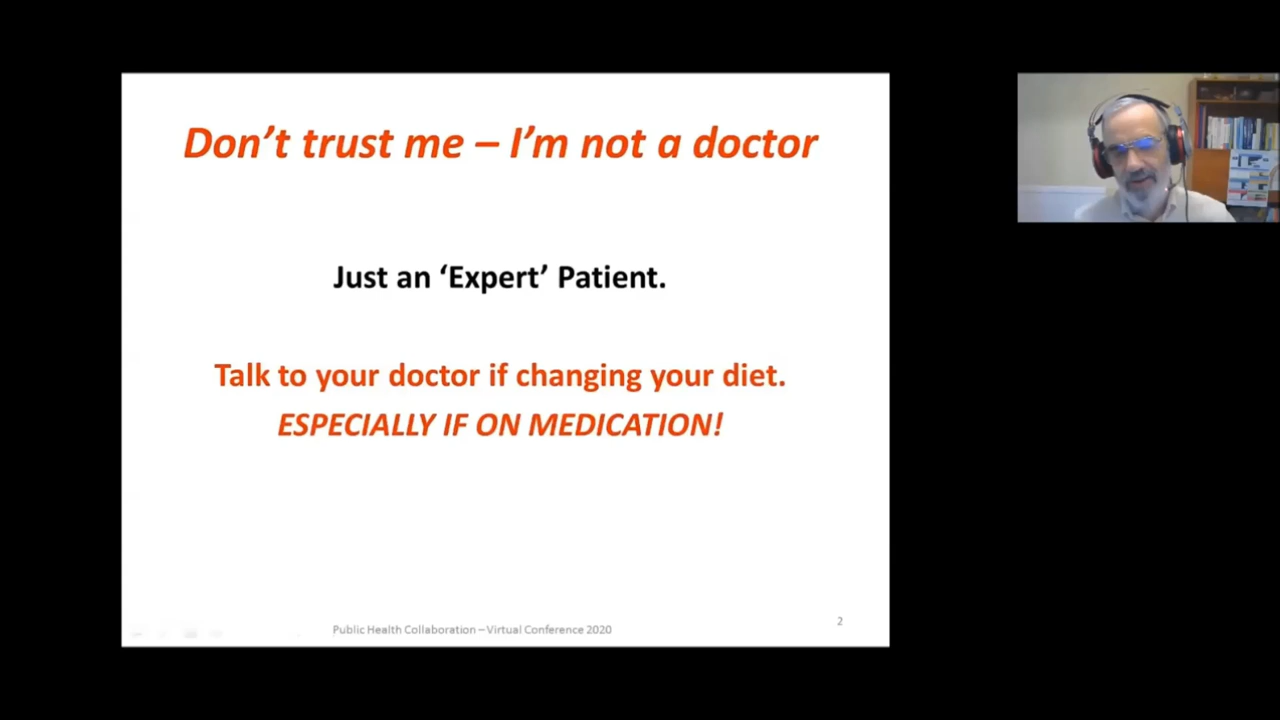 Don’t trust me – I’m not a doctor
Just an ‘Expert’ Patient.
Talk to your doctor if changing your diet.
ESPECIALLY IF ON MEDICATION!
Public Health Collaboration – Virtual Conference 2020
2